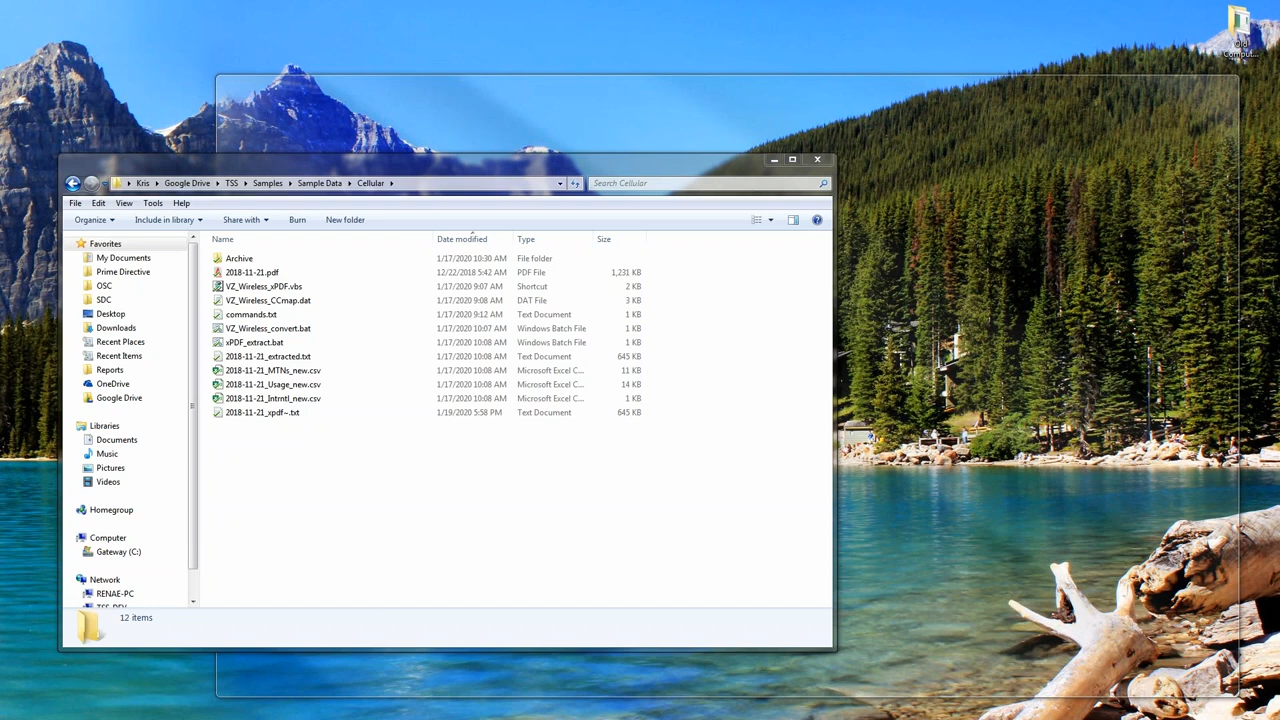 Old
Comput...
Kris Google Drive TSS Samples Sample Data Cellular
Search Cellular
File Edit View Tools Help
Organize Include in library Share with Burn New folder
Name Date modified Type Size
Archive 1/17/2020 10:30 AM File folder
2018-11-21.pdf 12/22/2018 5:42 AM PDF File 1,231 KB
VZ_Wireless_xPDF.vbs 1/17/2020 9:07 AM Shortcut 2 KB
VZ_Wireless_CCmap.dat 1/17/2020 9:08 AM DAT File 3 KB
commands.txt 1/17/2020 9:12 AM Text Document 1 KB
VZ_Wireless_convert.bat 1/17/2020 10:07 AM Windows Batch File 1 KB
xPDF_extract.bat 1/17/2020 10:08 AM Windows Batch File 1 KB
2018-11-21_extracted.txt 1/17/2020 10:08 AM Text Document 645 KB
2018-11-21_MTNs_new.csv 1/17/2020 10:08 AM Microsoft Excel C... 11 KB
2018-11-21_Usage_new.csv 1/17/2020 10:08 AM Microsoft Excel C... 14 KB
2018-11-21_Intrntl_new.csv 1/17/2020 10:08 AM Microsoft Excel C... 1 KB
2018-11-21_xpdf~.txt 1/19/2020 5:58 PM Text Document 645 KB
Favorites
My Documents
Prime Directive
OSC
SDC
Desktop
Downloads
Recent Places
Recent Items
Reports
OneDrive
Google Drive
Libraries
Documents
Music
Pictures
Videos
Homegroup
Computer
Gateway (C:)
Network
RENAE-PC
TSS-DEV
12 items